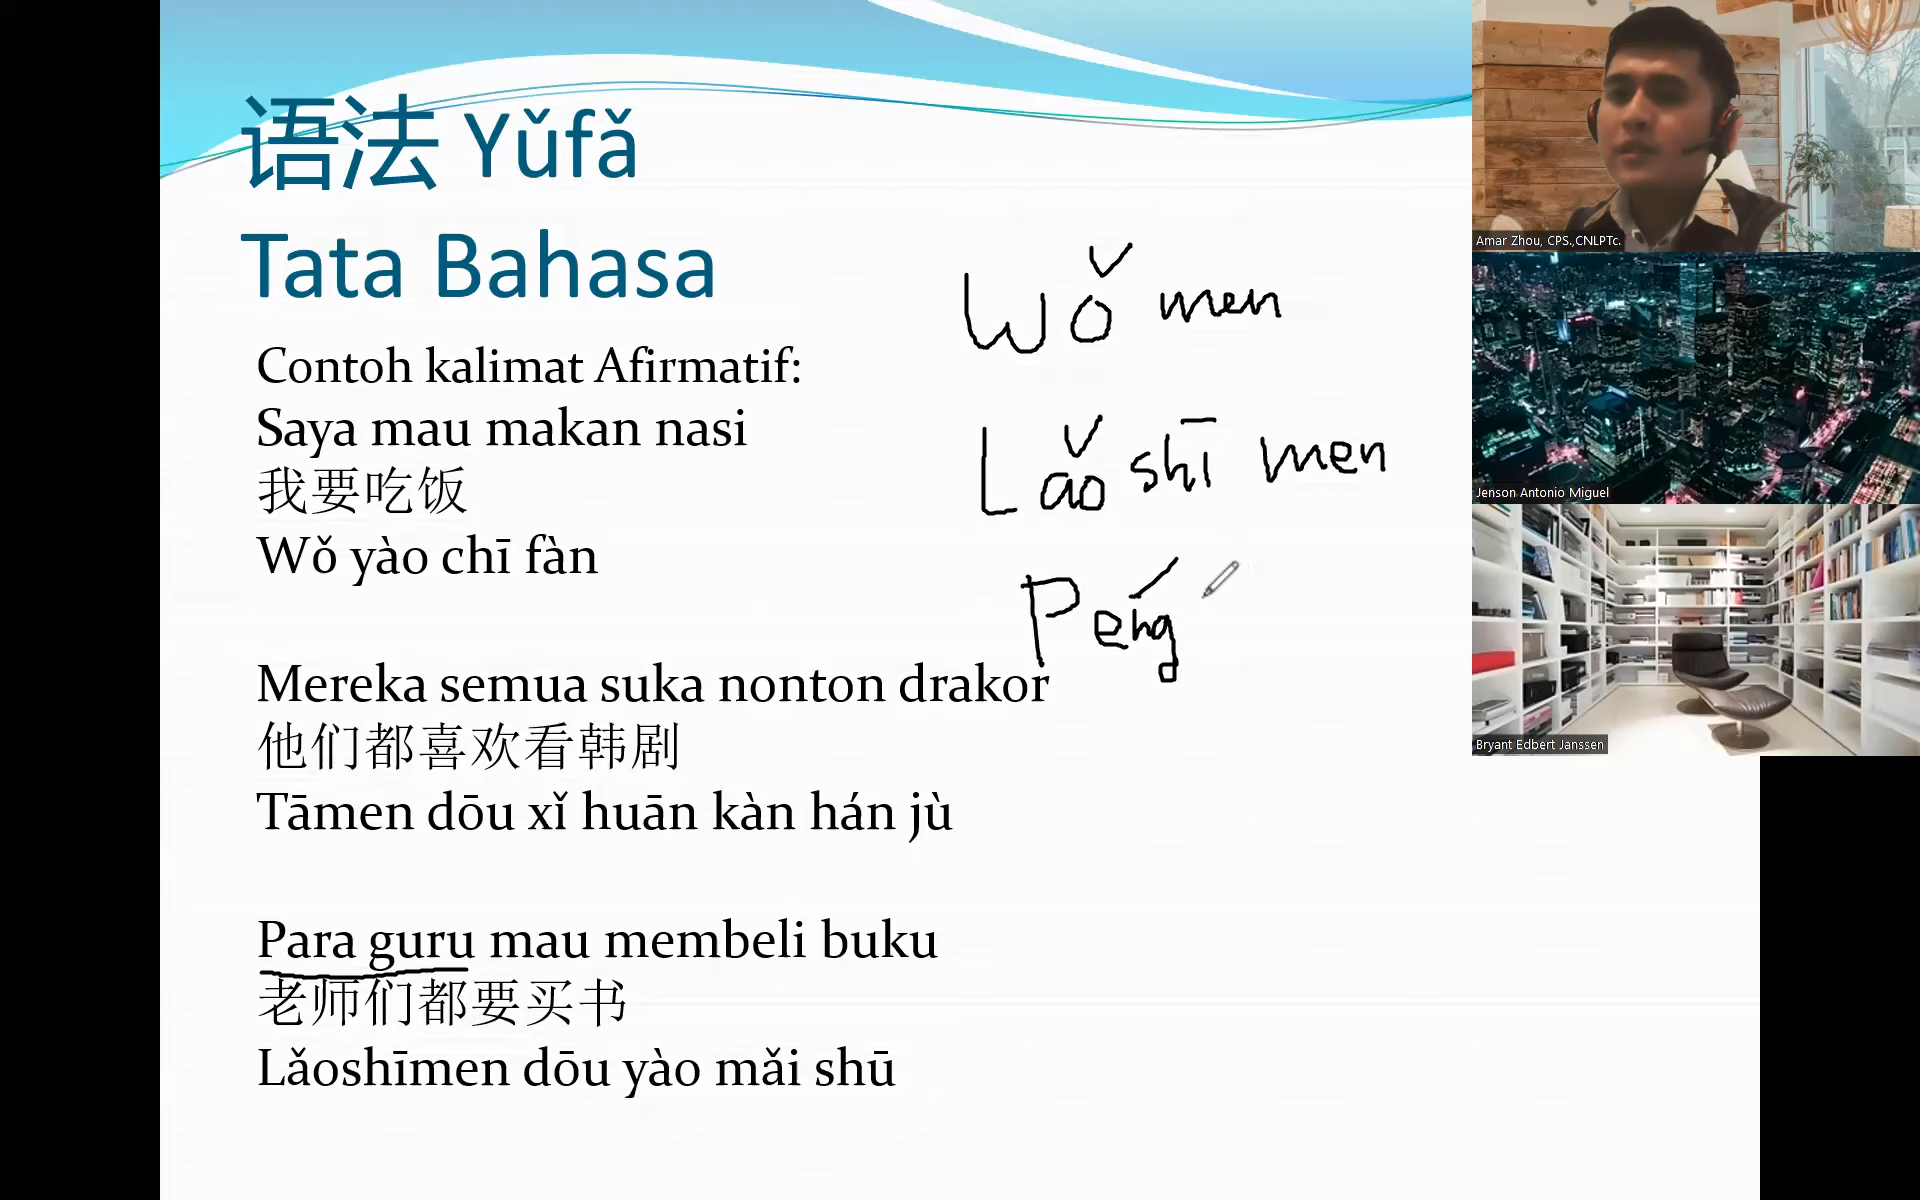 语法 Yǔfǎ
Tata Bahasa
Contoh kalimat Afirmatif:
Saya mau makan nasi
我要吃饭
Wǒ yào chī fàn
Mereka semua suka nonton drakor
他们都喜欢看韩剧
Tāmen dōu xǐ huān kàn hán jù
Para guru mau membeli buku
老师们都要买书
Lǎoshīmen dōu yào mǎi shū
Wǒ men
Lǎo shī men
Péng
Amar Zhou, CPS.,CNLPTc.
Jenson Antonio Miguel
Bryant Edbert Janssen